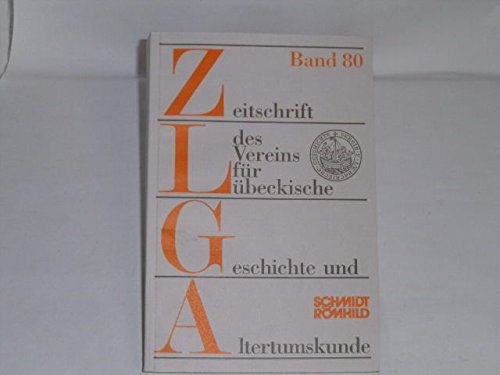 Band 80
Zeitschrift
des
Vereins
für
Lübeckische
Geschichte und
SCHMIDT
RÖMHILD
Altertumskunde